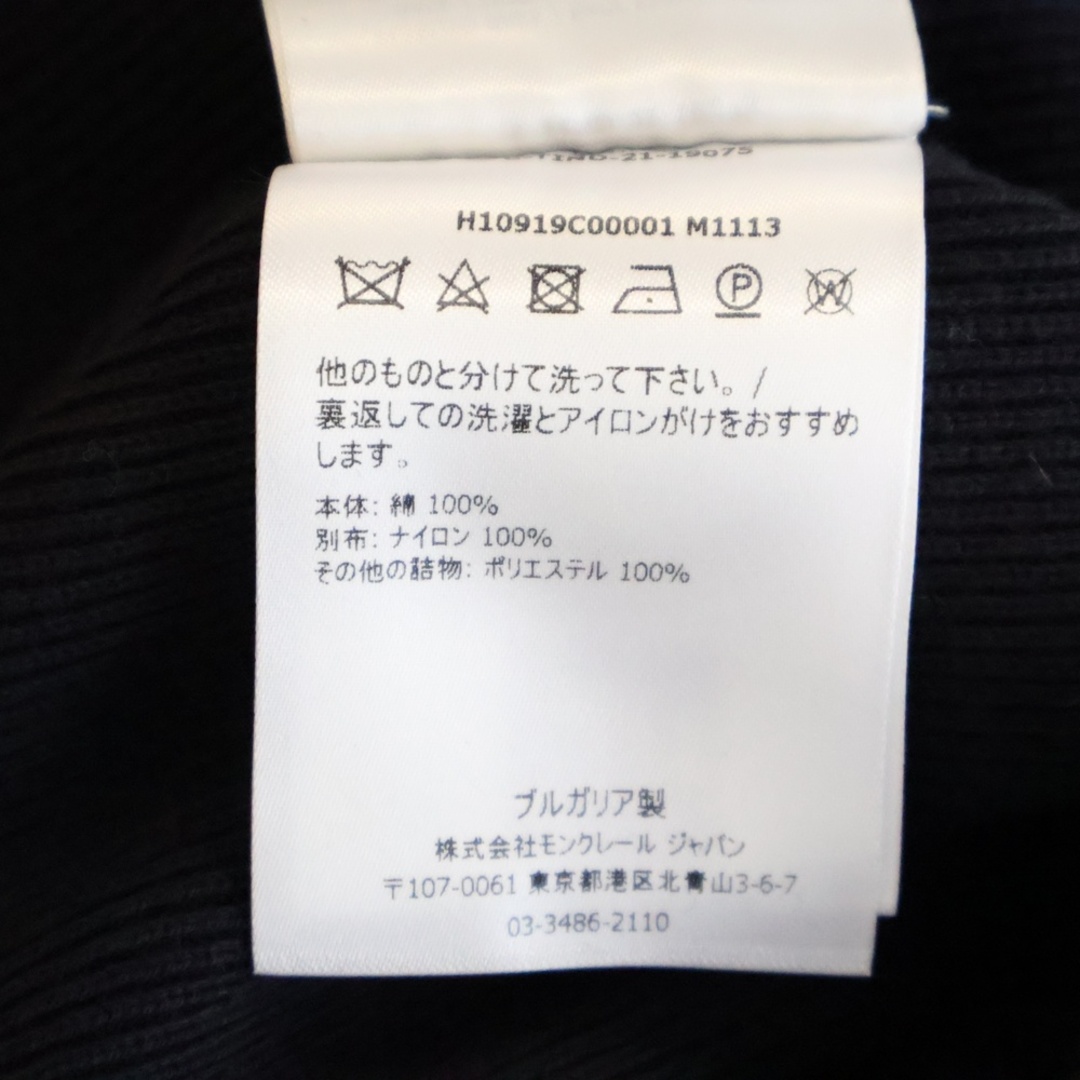 21-19075
H10919C00001 M1113
P W
他のものと分けて洗って下さい。/
裏返しての洗濯とアイロンがけをおすすめ
します。
本体: 綿 100%
別布: ナイロン 100%
その他の詰物: ポリエステル 100%
ブルガリア製
株式会社モンクレール ジャパン
〒107-0061 東京都港区北青山3-6-7
03-3486-2110